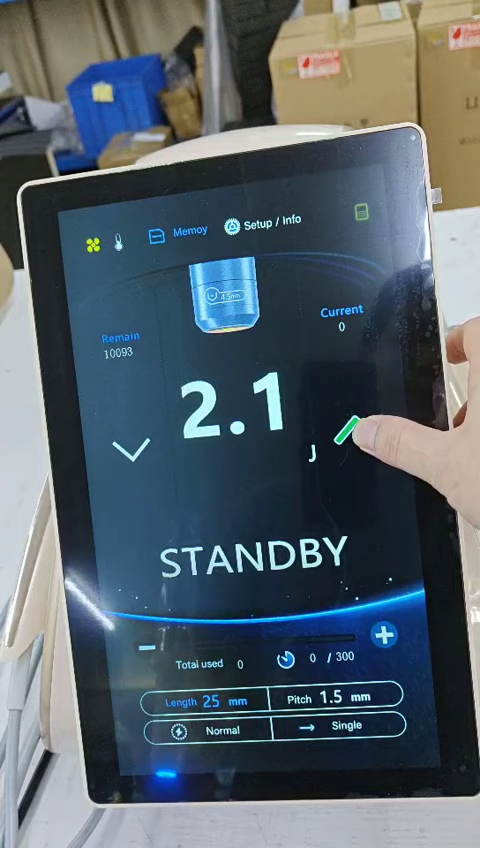 Memoy Setup / Info
4.5mm
Remain
10093
Current
0
2.1
J
STANDBY
Total used 0 0 / 300
Length 25 mm Pitch 1.5 mm
Normal Single